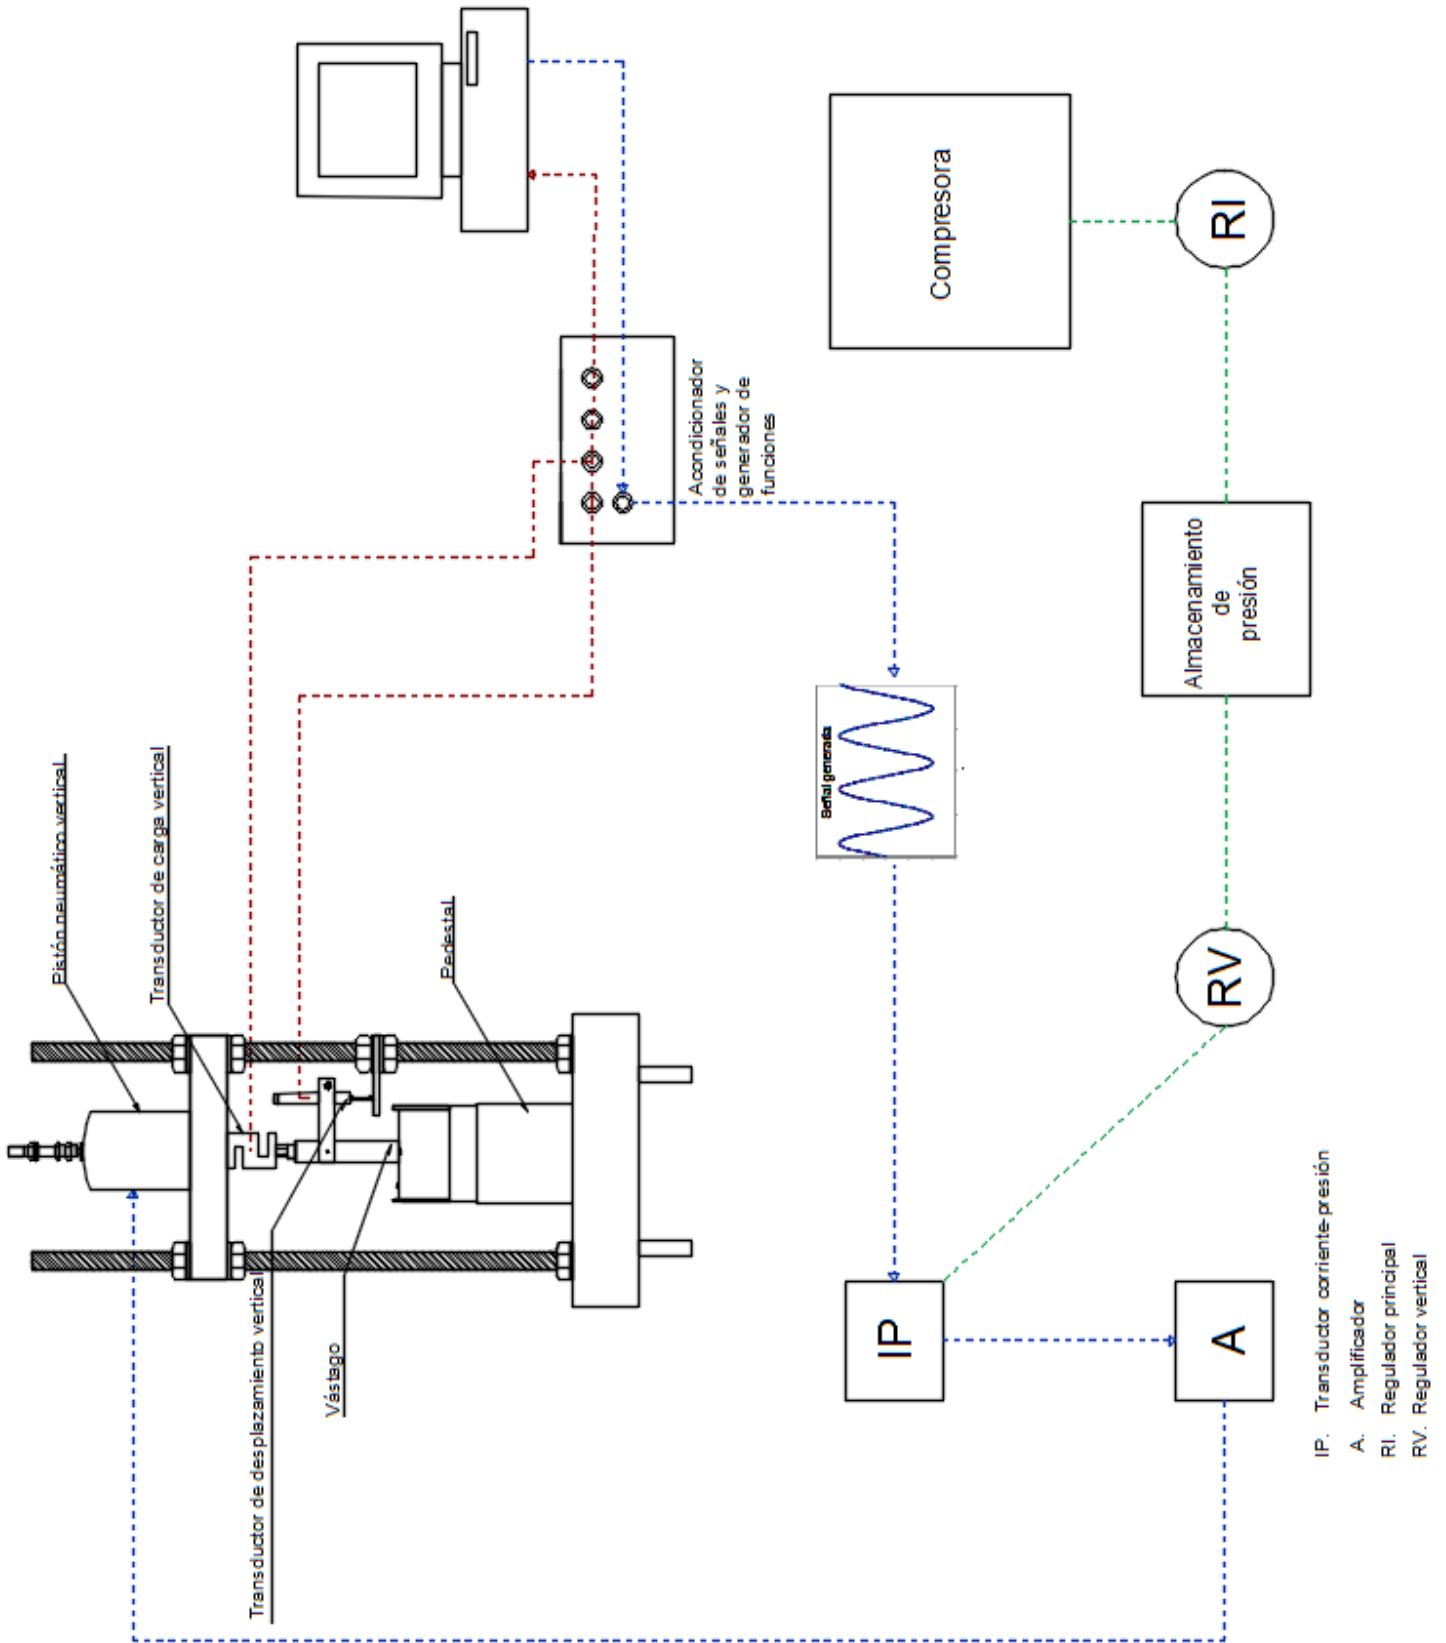 Pistón neumático vertical
Transductor de carga vertical
Pedestal
Transductor de desplazamiento vertical
Vástago
Acondicionador
de señales y
generador de
funciones
Compresora
RI
Almacenamiento
de
presión
RV
Señal generada
IP
A
IP. Transductor corriente-presión
A. Amplificador
RI. Regulador principal
RV. Regulador vertical